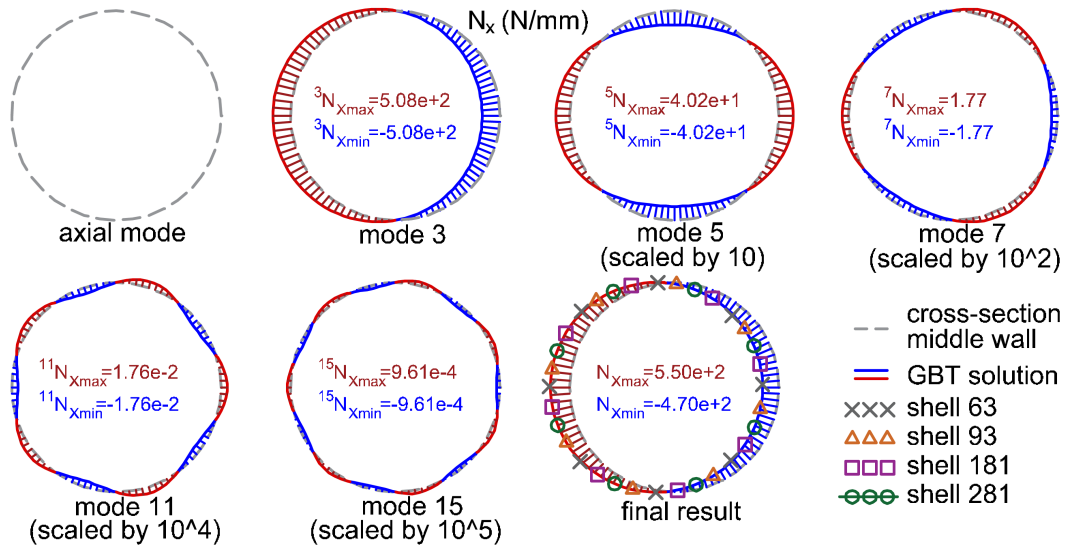 Nx (N/mm)
3NXmax=5.08e+2
3NXmin=-5.08e+2
5NXmax=4.02e+1
5NXmin=-4.02e+1
7NXmax=1.77
7NXmin=-1.77
axial mode
mode 3
mode 5
(scaled by 10)
mode 7
(scaled by 10^2)
11NXmax=1.76e-2
11NXmin=-1.76e-2
15NXmax=9.61e-4
15NXmin=-9.61e-4
NXmax=5.50e+2
NXmin=-4.70e+2
mode 11
(scaled by 10^4)
mode 15
(scaled by 10^5)
final result
cross-section
middle wall
GBT solution
shell 63
shell 93
shell 181
shell 281